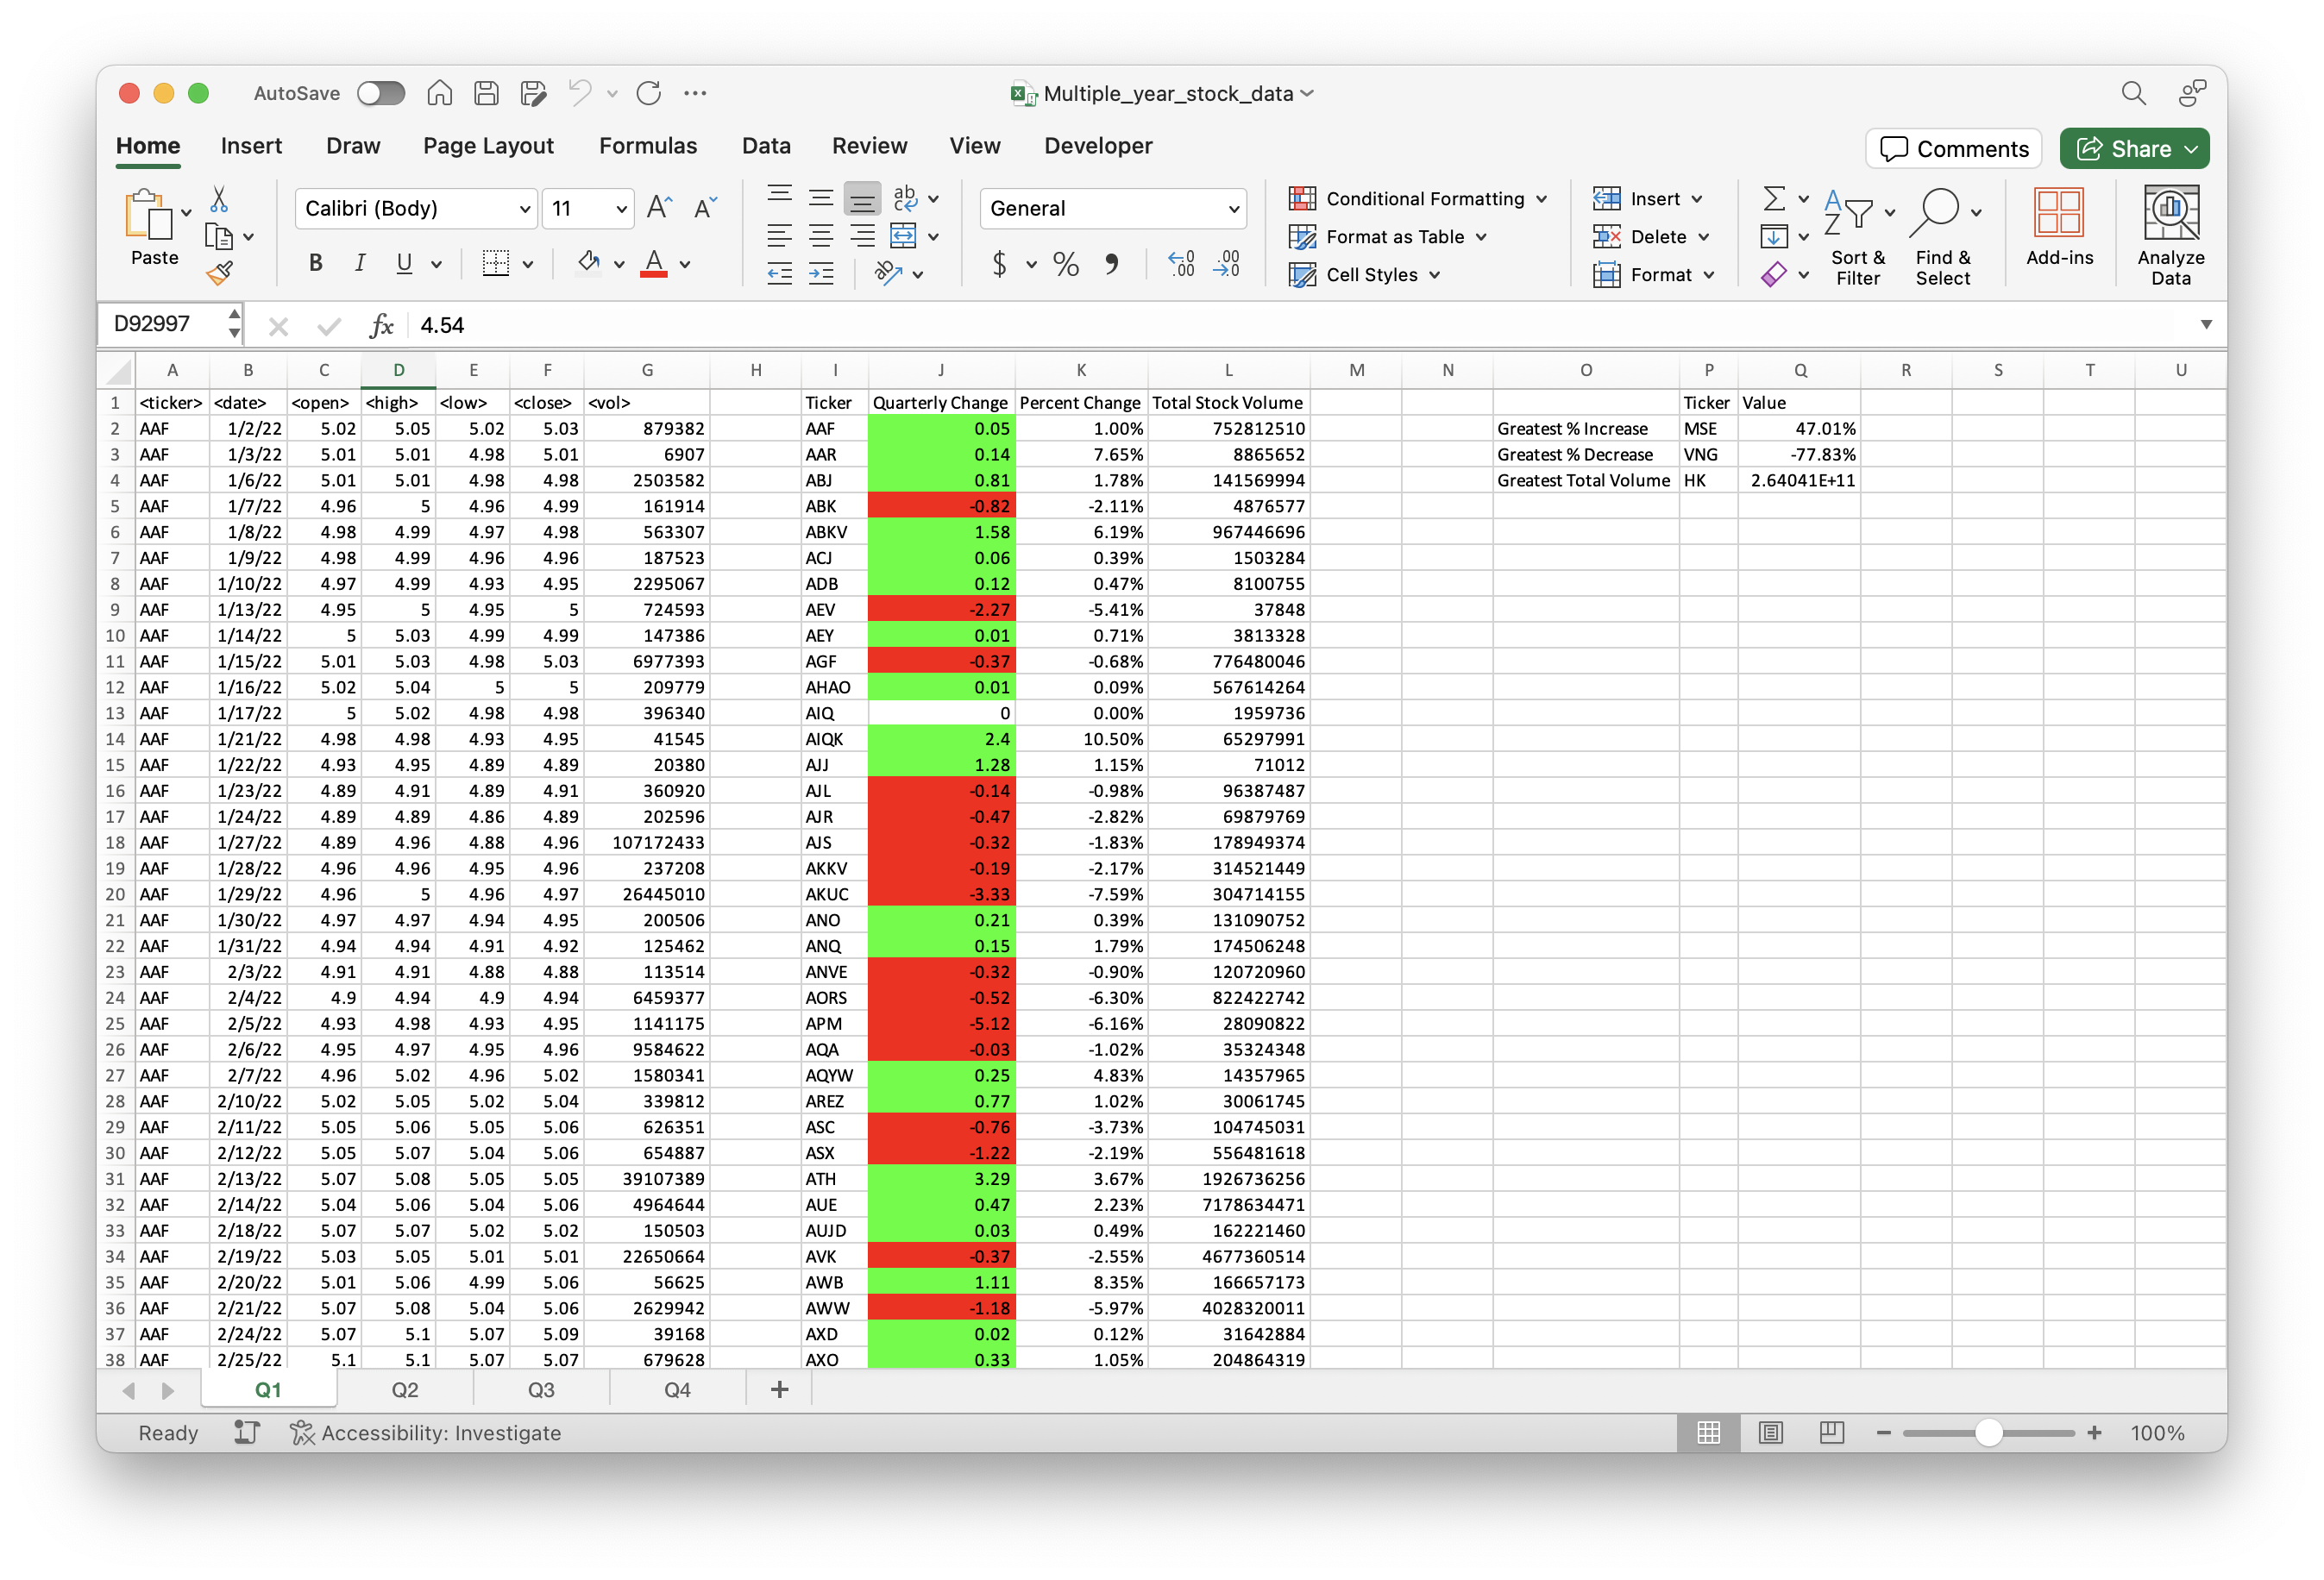 AutoSave Multiple_year_stock_data
Home Insert Draw Page Layout Formulas Data Review View Developer Comments Share
Paste Calibri (Body) 11 A A ab c General Conditional Formatting Insert Σ A Z
Format as Table Delete
B I U A $ % , .00 .00 Cell Styles Format Sort & Filter Find & Select Add-ins Analyze Data
D92997 fx 4.54
A B C D E F G H I J K L M N O P Q R S T U
1 <ticker> <date> <open> <high> <low> <close> <vol> Ticker Quarterly Change Percent Change Total Stock Volume Ticker Value
2 AAF 1/2/22 5.02 5.05 5.02 5.03 879382 AAF 0.05 1.00% 752812510 Greatest % Increase MSE 47.01%
3 AAF 1/3/22 5.01 5.01 4.98 5.01 6907 AAR 0.14 7.65% 8865652 Greatest % Decrease VNG -77.83%
4 AAF 1/6/22 5.01 5.01 4.98 4.98 2503582 ABJ 0.81 1.78% 141569994 Greatest Total Volume HK 2.64041E+11
5 AAF 1/7/22 4.96 5 4.96 4.99 161914 ABK -0.82 -2.11% 4876577
6 AAF 1/8/22 4.98 4.99 4.97 4.98 563307 ABKV 1.58 6.19% 967446696
7 AAF 1/9/22 4.98 4.99 4.96 4.96 187523 ACJ 0.06 0.39% 1503284
8 AAF 1/10/22 4.97 4.99 4.93 4.95 2295067 ADB 0.12 0.47% 8100755
9 AAF 1/13/22 4.95 5 4.95 5 724593 AEV -2.27 -5.41% 37848
10 AAF 1/14/22 5 5.03 4.99 4.99 147386 AEY 0.01 0.71% 3813328
11 AAF 1/15/22 5.01 5.03 4.98 5.03 6977393 AGF -0.37 -0.68% 776480046
12 AAF 1/16/22 5.02 5.04 5 5 209779 AHAO 0.01 0.09% 567614264
13 AAF 1/17/22 5 5.02 4.98 4.98 396340 AIQ 0 0.00% 1959736
14 AAF 1/21/22 4.98 4.98 4.93 4.95 41545 AIQK 2.4 10.50% 65297991
15 AAF 1/22/22 4.93 4.95 4.89 4.89 20380 AJJ 1.28 1.15% 71012
16 AAF 1/23/22 4.89 4.91 4.89 4.91 360920 AJL -0.14 -0.98% 96387487
17 AAF 1/24/22 4.89 4.89 4.86 4.89 202596 AJR -0.47 -2.82% 69879769
18 AAF 1/27/22 4.89 4.96 4.88 4.96 107172433 AJS -0.32 -1.83% 178949374
19 AAF 1/28/22 4.96 4.96 4.95 4.96 237208 AKKV -0.19 -2.17% 314521449
20 AAF 1/29/22 4.96 5 4.96 4.97 26445010 AKUC -3.33 -7.59% 304714155
21 AAF 1/30/22 4.97 4.97 4.94 4.95 200506 ANO 0.21 0.39% 131090752
22 AAF 1/31/22 4.94 4.94 4.91 4.92 125462 ANQ 0.15 1.79% 174506248
23 AAF 2/3/22 4.91 4.91 4.88 4.88 113514 ANVE -0.32 -0.90% 120720960
24 AAF 2/4/22 4.9 4.94 4.9 4.94 6459377 AORS -0.52 -6.30% 822422742
25 AAF 2/5/22 4.93 4.98 4.93 4.95 1141175 APM -5.12 -6.16% 28090822
26 AAF 2/6/22 4.95 4.97 4.95 4.96 9584622 AQA -0.03 -1.02% 35324348
27 AAF 2/7/22 4.96 5.02 4.96 5.02 1580341 AQYW 0.25 4.83% 14357965
28 AAF 2/10/22 5.02 5.05 5.02 5.04 339812 AREZ 0.77 1.02% 30061745
29 AAF 2/11/22 5.05 5.06 5.05 5.06 626351 ASC -0.76 -3.73% 104745031
30 AAF 2/12/22 5.05 5.07 5.04 5.06 654887 ASX -1.22 -2.19% 556481618
31 AAF 2/13/22 5.07 5.08 5.05 5.05 39107389 ATH 3.29 3.67% 1926736256
32 AAF 2/14/22 5.04 5.06 5.04 5.06 4964644 AUE 0.47 2.23% 7178634471
33 AAF 2/18/22 5.07 5.07 5.02 5.02 150503 AUJD 0.03 0.49% 162221460
34 AAF 2/19/22 5.03 5.05 5.01 5.01 22650664 AVK -0.37 -2.55% 4677360514
35 AAF 2/20/22 5.01 5.06 4.99 5.06 56625 AWB 1.11 8.35% 166657173
36 AAF 2/21/22 5.07 5.08 5.04 5.06 2629942 AWW -1.18 -5.97% 4028320011
37 AAF 2/24/22 5.07 5.1 5.07 5.09 39168 AXD 0.02 0.12% 31642884
38 AAF 2/25/22 5.1 5.1 5.07 5.07 679628 AXO 0.33 1.05% 204864319
Q1 Q2 Q3 Q4 +
Ready Accessibility: Investigate 100%